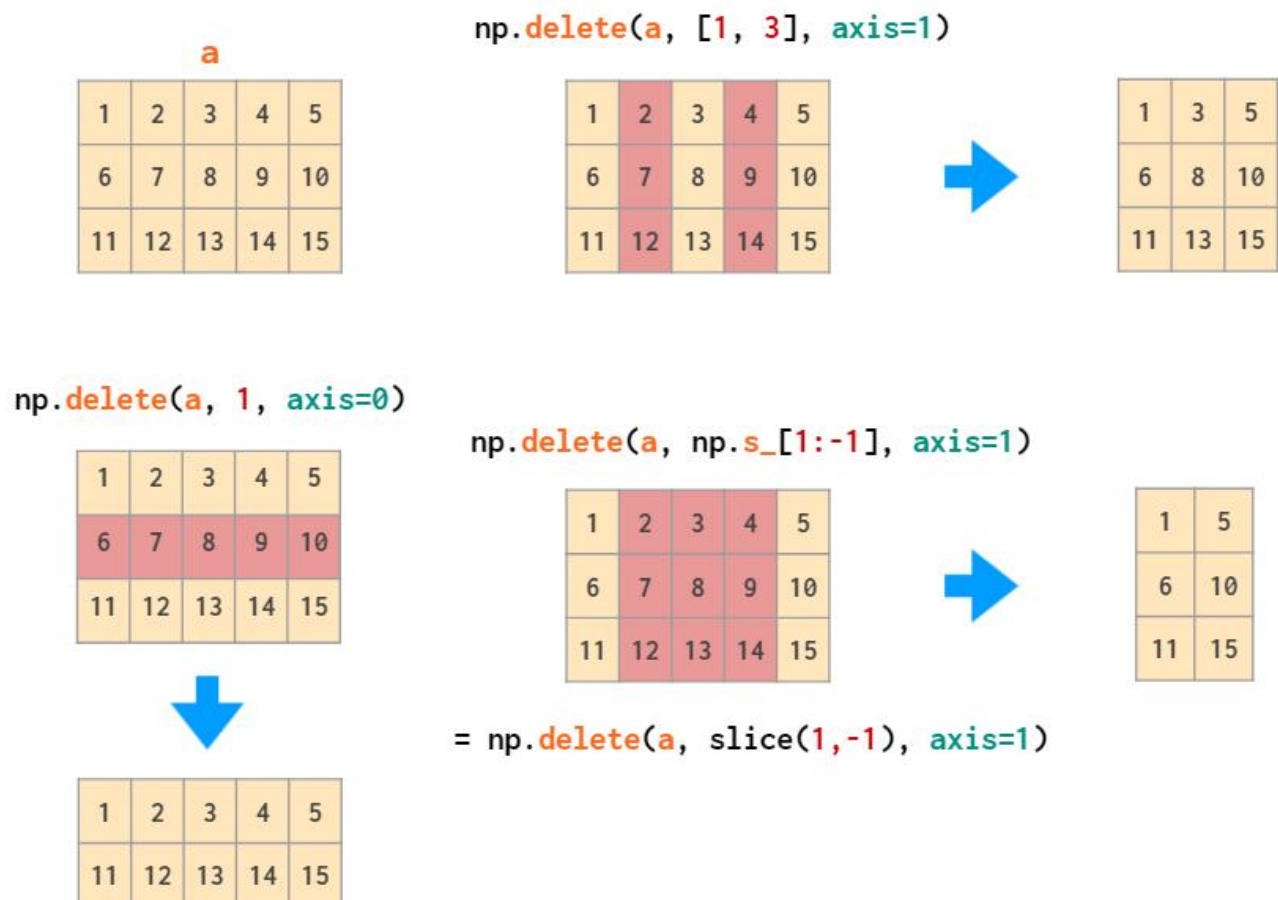 a
1 2 3 4 5
6 7 8 9 10
11 12 13 14 15
np.delete(a, [1, 3], axis=1)
1 2 3 4 5
6 7 8 9 10
11 12 13 14 15
1 3 5
6 8 10
11 13 15
np.delete(a, 1, axis=0)
1 2 3 4 5
6 7 8 9 10
11 12 13 14 15
1 2 3 4 5
11 12 13 14 15
np.delete(a, np.s_[1:-1], axis=1)
1 2 3 4 5
6 7 8 9 10
11 12 13 14 15
1 5
6 10
11 15
= np.delete(a, slice(1,-1), axis=1)